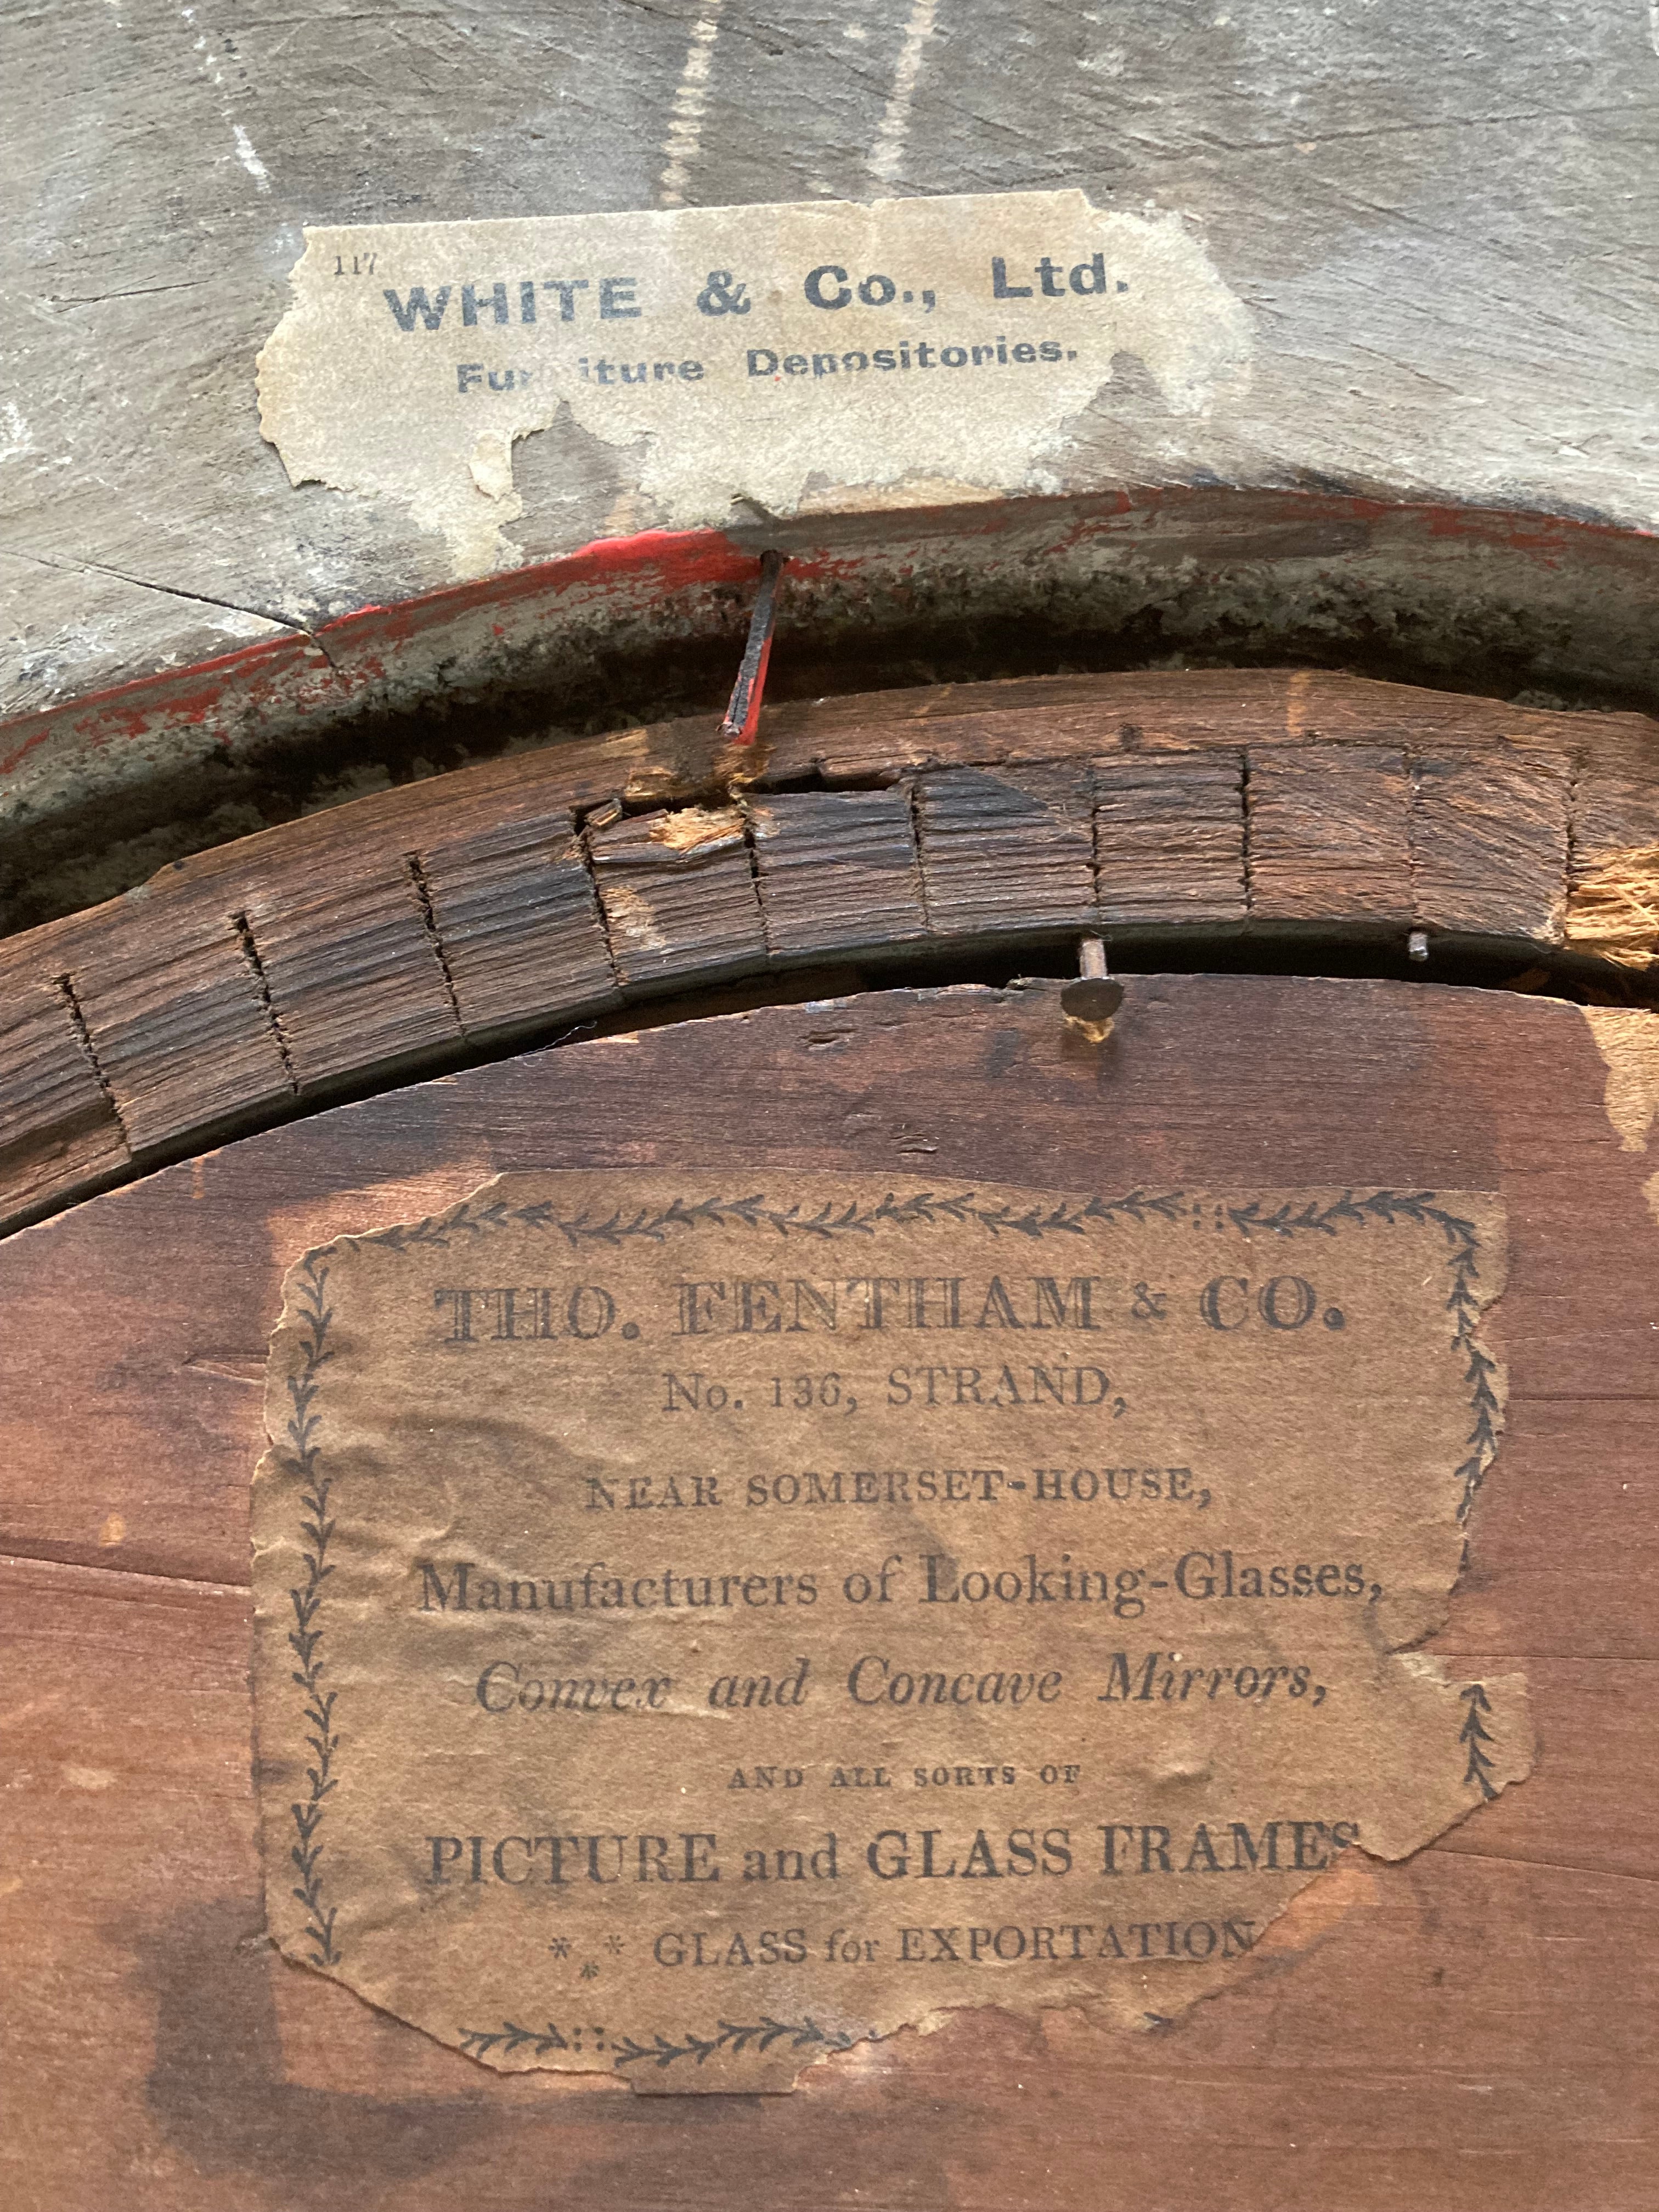 117
WHITE & Co., Ltd.
Furniture Depositories.
THO. FENTHAM & CO.
No. 136, STRAND,
NEAR SOMERSET-HOUSE,
Manufacturers of Looking-Glasses,
Convex and Concave Mirrors,
AND ALL SORTS OF
PICTURE and GLASS FRAMES
*** GLASS for EXPORTATION